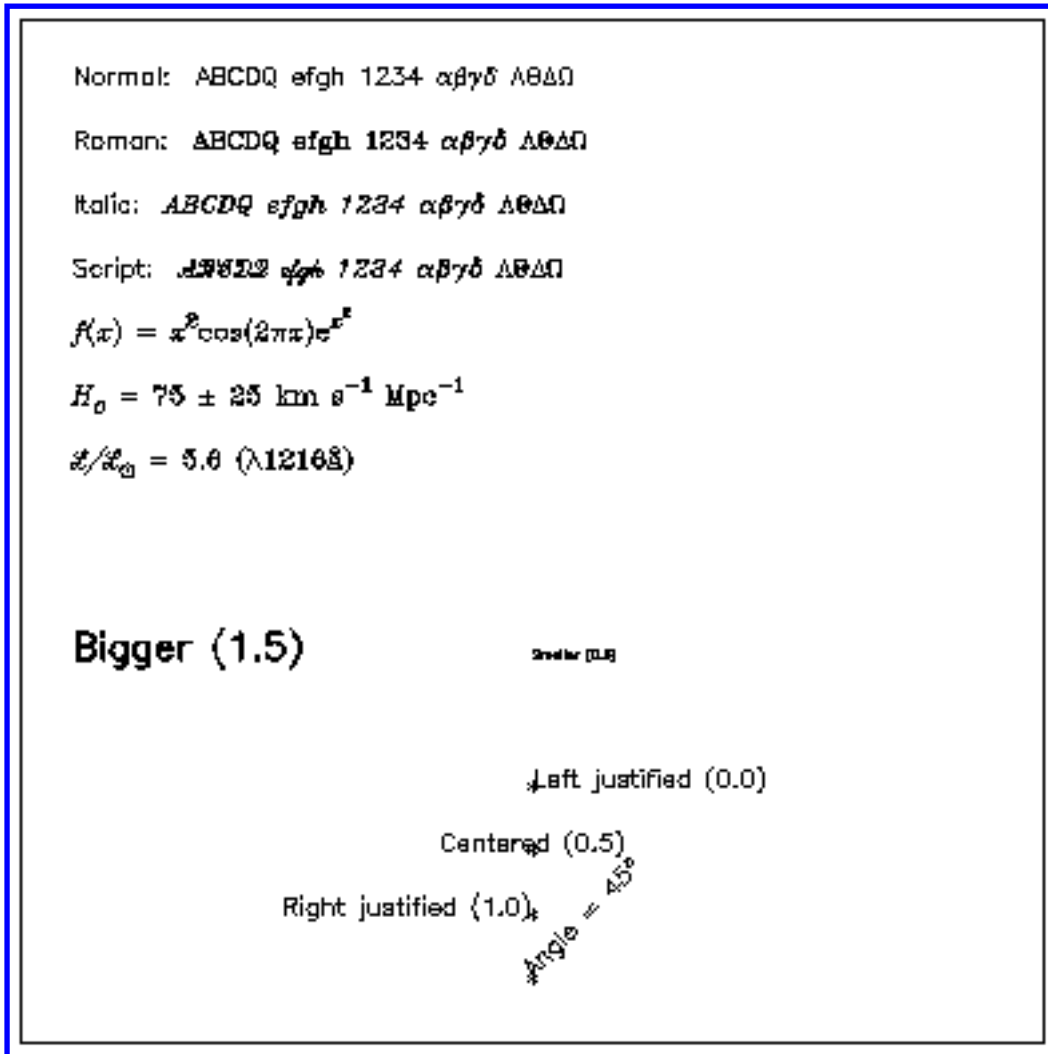 Normal: ABCDQ efgh 1234 αβγδ ΛΘΔΩ
Roman: ABCDQ efgh 1234 αβγδ ΛΘΔΩ
Italic: ABCDQ efgh 1234 αβγδ ΛΘΔΩ
Script: ABCDQ efgh 1234 αβγδ ΛΘΔΩ
f(x) = x²cos(2πx)e^x²
H₀ = 75 ± 25 km s⁻¹ Mpc⁻¹
ℒ/ℒ⊙ = 5.6 (λ1216Å)
Bigger (1.5)
Smaller
Left justified (0.0)
Centered (0.5)
Right justified (1.0)
Angle = 45°